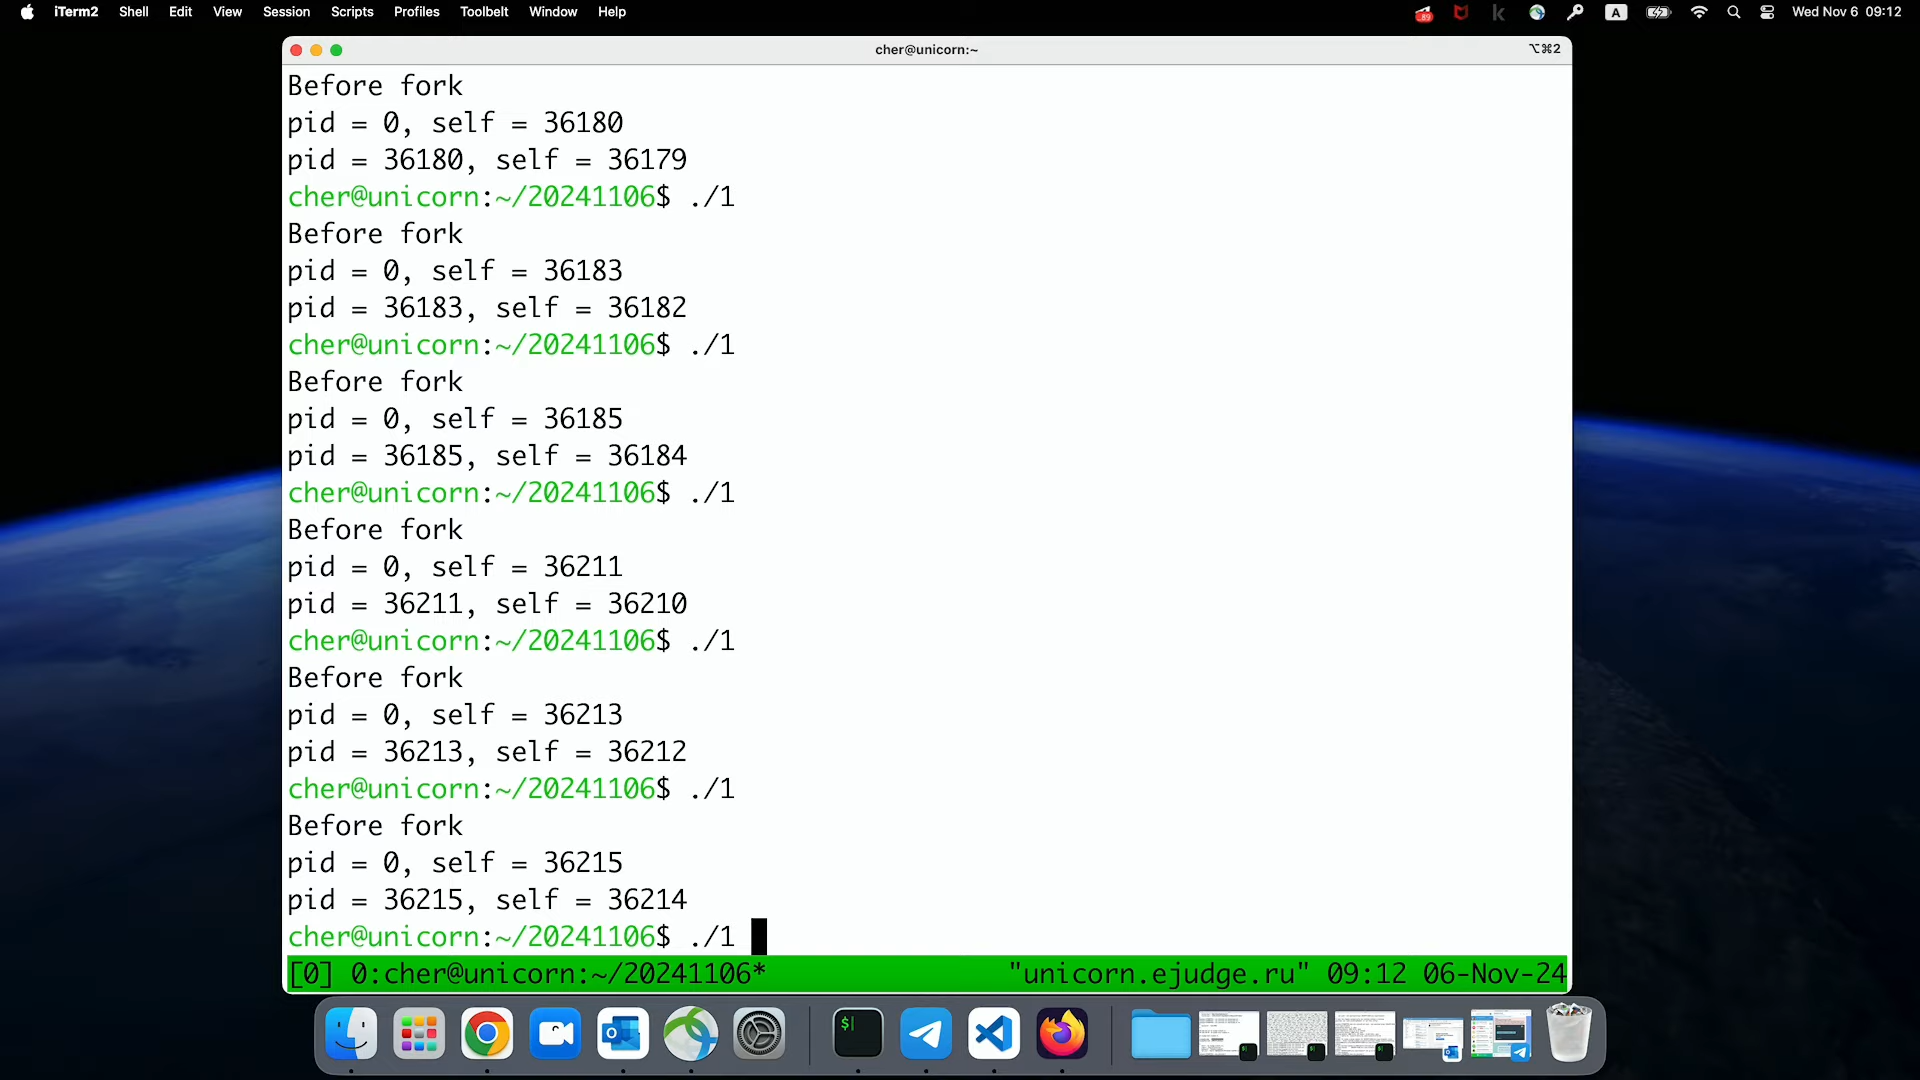 iTerm2 Shell Edit View Session Scripts Profiles Toolbelt Window Help A Wed Nov 6 09:12
cher@unicorn:~ ⌥⌘2
Before fork
pid = 0, self = 36180
pid = 36180, self = 36179
cher@unicorn:~/20241106$ ./1
Before fork
pid = 0, self = 36183
pid = 36183, self = 36182
cher@unicorn:~/20241106$ ./1
Before fork
pid = 0, self = 36185
pid = 36185, self = 36184
cher@unicorn:~/20241106$ ./1
Before fork
pid = 0, self = 36211
pid = 36211, self = 36210
cher@unicorn:~/20241106$ ./1
Before fork
pid = 0, self = 36213
pid = 36213, self = 36212
cher@unicorn:~/20241106$ ./1
Before fork
pid = 0, self = 36215
pid = 36215, self = 36214
cher@unicorn:~/20241106$ ./1
[0] 0:cher@unicorn:~/20241106* "unicorn.ejudge.ru" 09:12 06-Nov-24
$